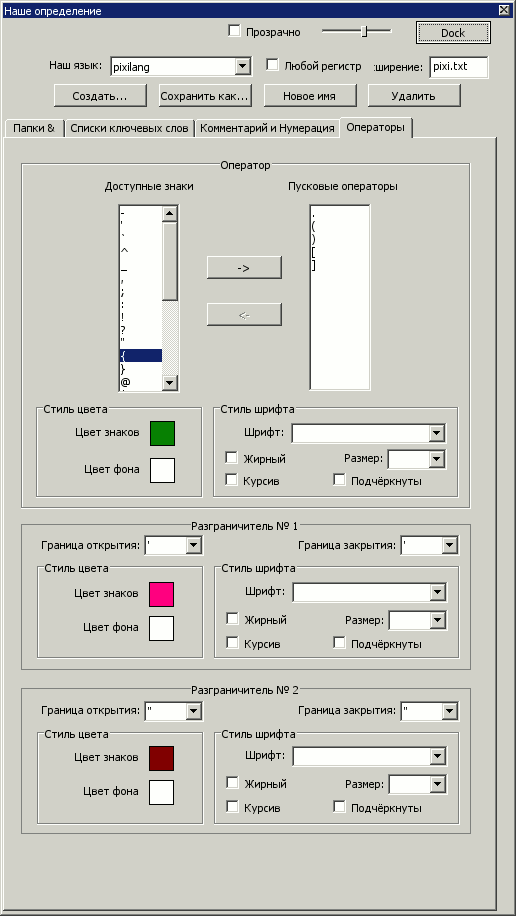 Наше определение
Прозрачно
Dock
Наш язык: pixilang Любой регистр ширение: pixi.txt
Создать... Сохранить как... Новое имя Удалить
Папки & Списки ключевых слов Комментарий и Нумерация Операторы
Оператор
Доступные знаки Пусковые операторы
-
'
`
^
_
,
;
:
!
?
"
{
}
@
.
(
)
[
]
->
<-
Стиль цвета
Цвет знаков
Цвет фона
Стиль шрифта
Шрифт:
Жирный Размер:
Курсив Подчёркнуты
Разграничитель № 1
Граница открытия: ' Граница закрытия: '
Стиль цвета
Цвет знаков
Цвет фона
Стиль шрифта
Шрифт:
Жирный Размер:
Курсив Подчёркнуты
Разграничитель № 2
Граница открытия: " Граница закрытия: "
Стиль цвета
Цвет знаков
Цвет фона
Стиль шрифта
Шрифт:
Жирный Размер:
Курсив Подчёркнуты